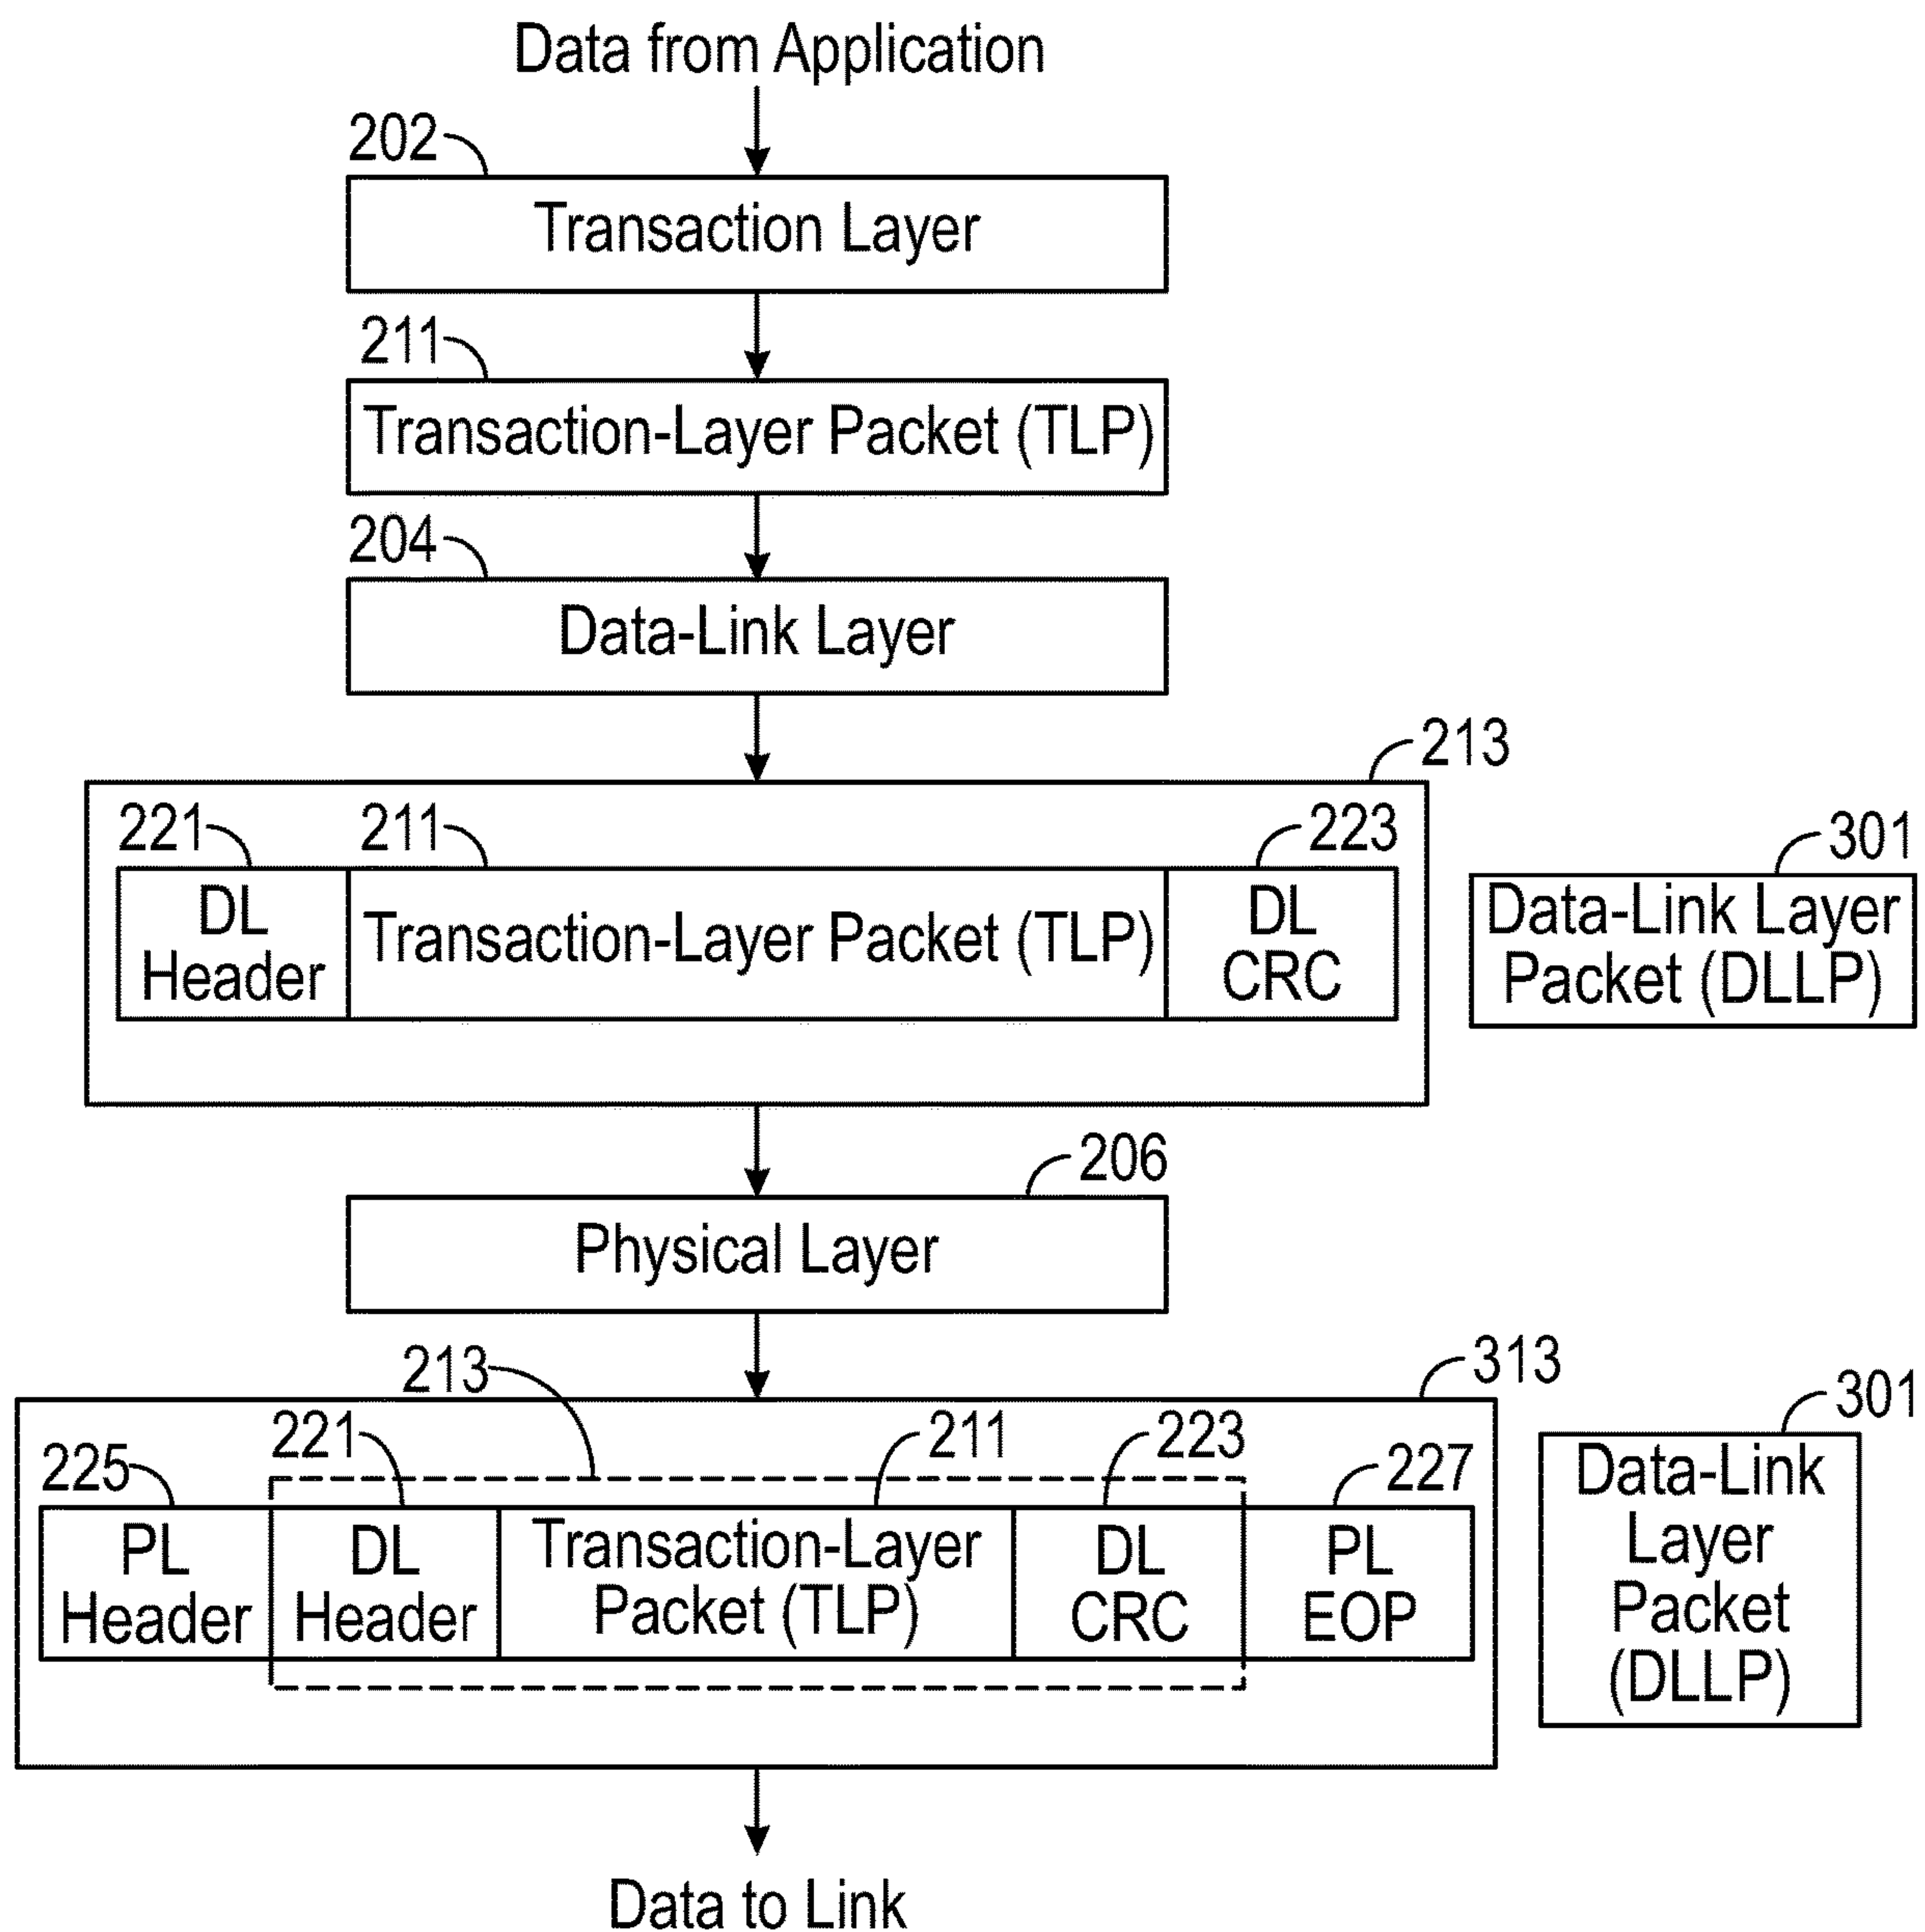 Data from Application
202
Transaction Layer
211
Transaction-Layer Packet (TLP)
204
Data-Link Layer
213
221
211
223
301
DL
Header
Transaction-Layer Packet (TLP)
DL
CRC
Data-Link Layer
Packet (DLLP)
206
Physical Layer
213
313
301
225
221
211
223
227
PL
Header
DL
Header
Transaction-Layer
Packet (TLP)
DL
CRC
PL
EOP
Data-Link
Layer
Packet
(DLLP)
Data to Link